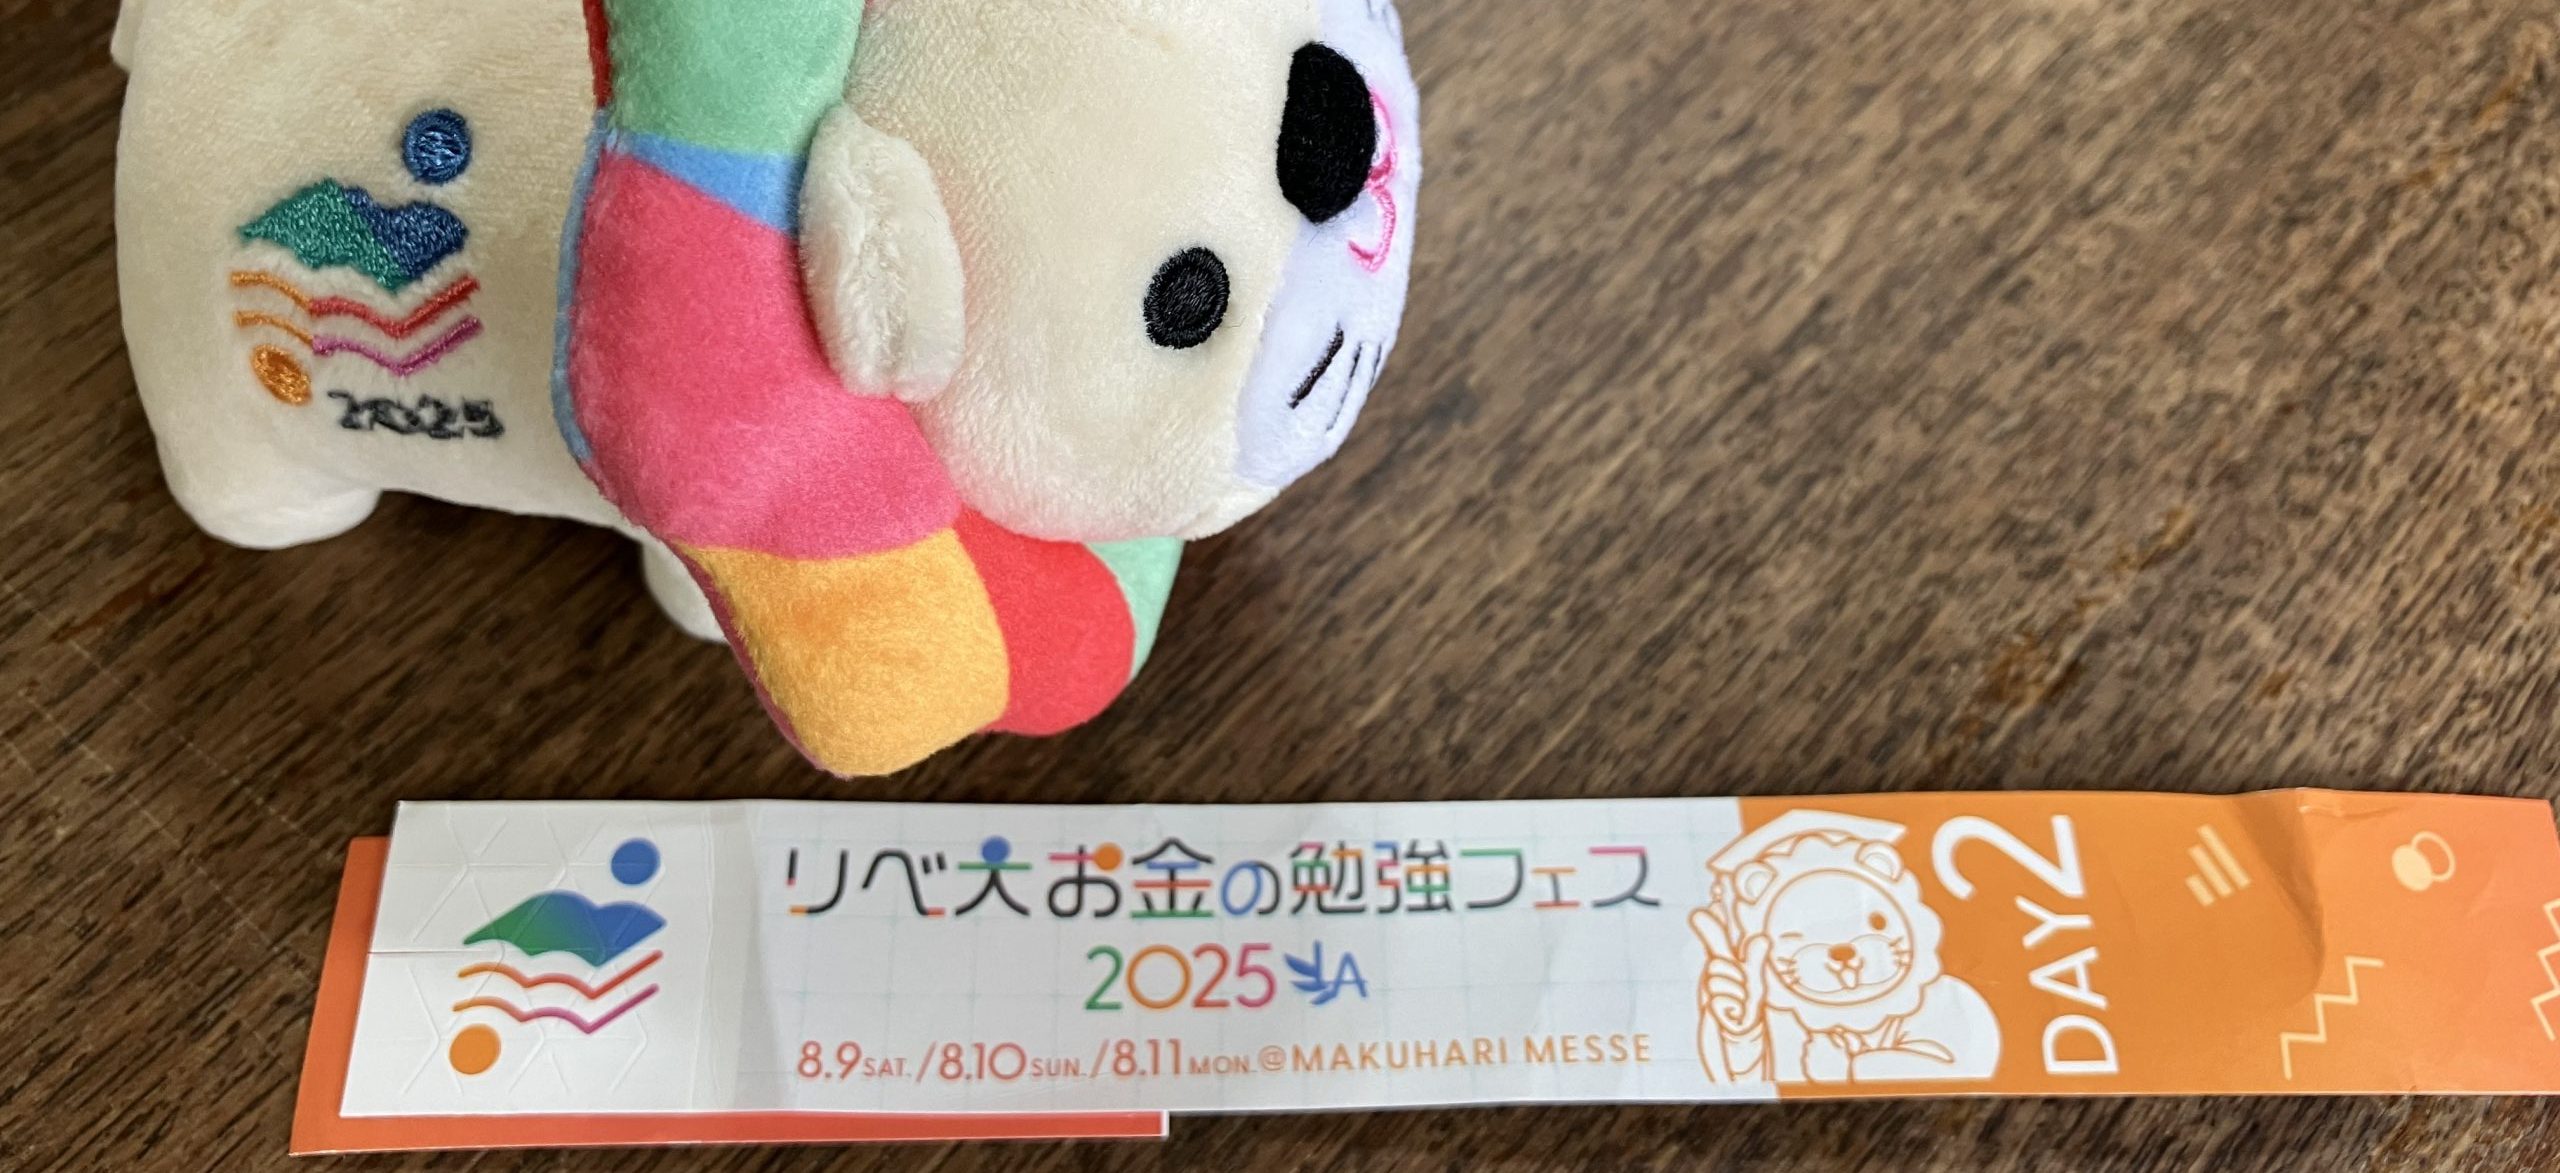 2025
リベ大お金の勉強フェス
2025 LA
8.9SAT./8.10SUN./8.11MON.@MAKUHARI MESSE
DAY2